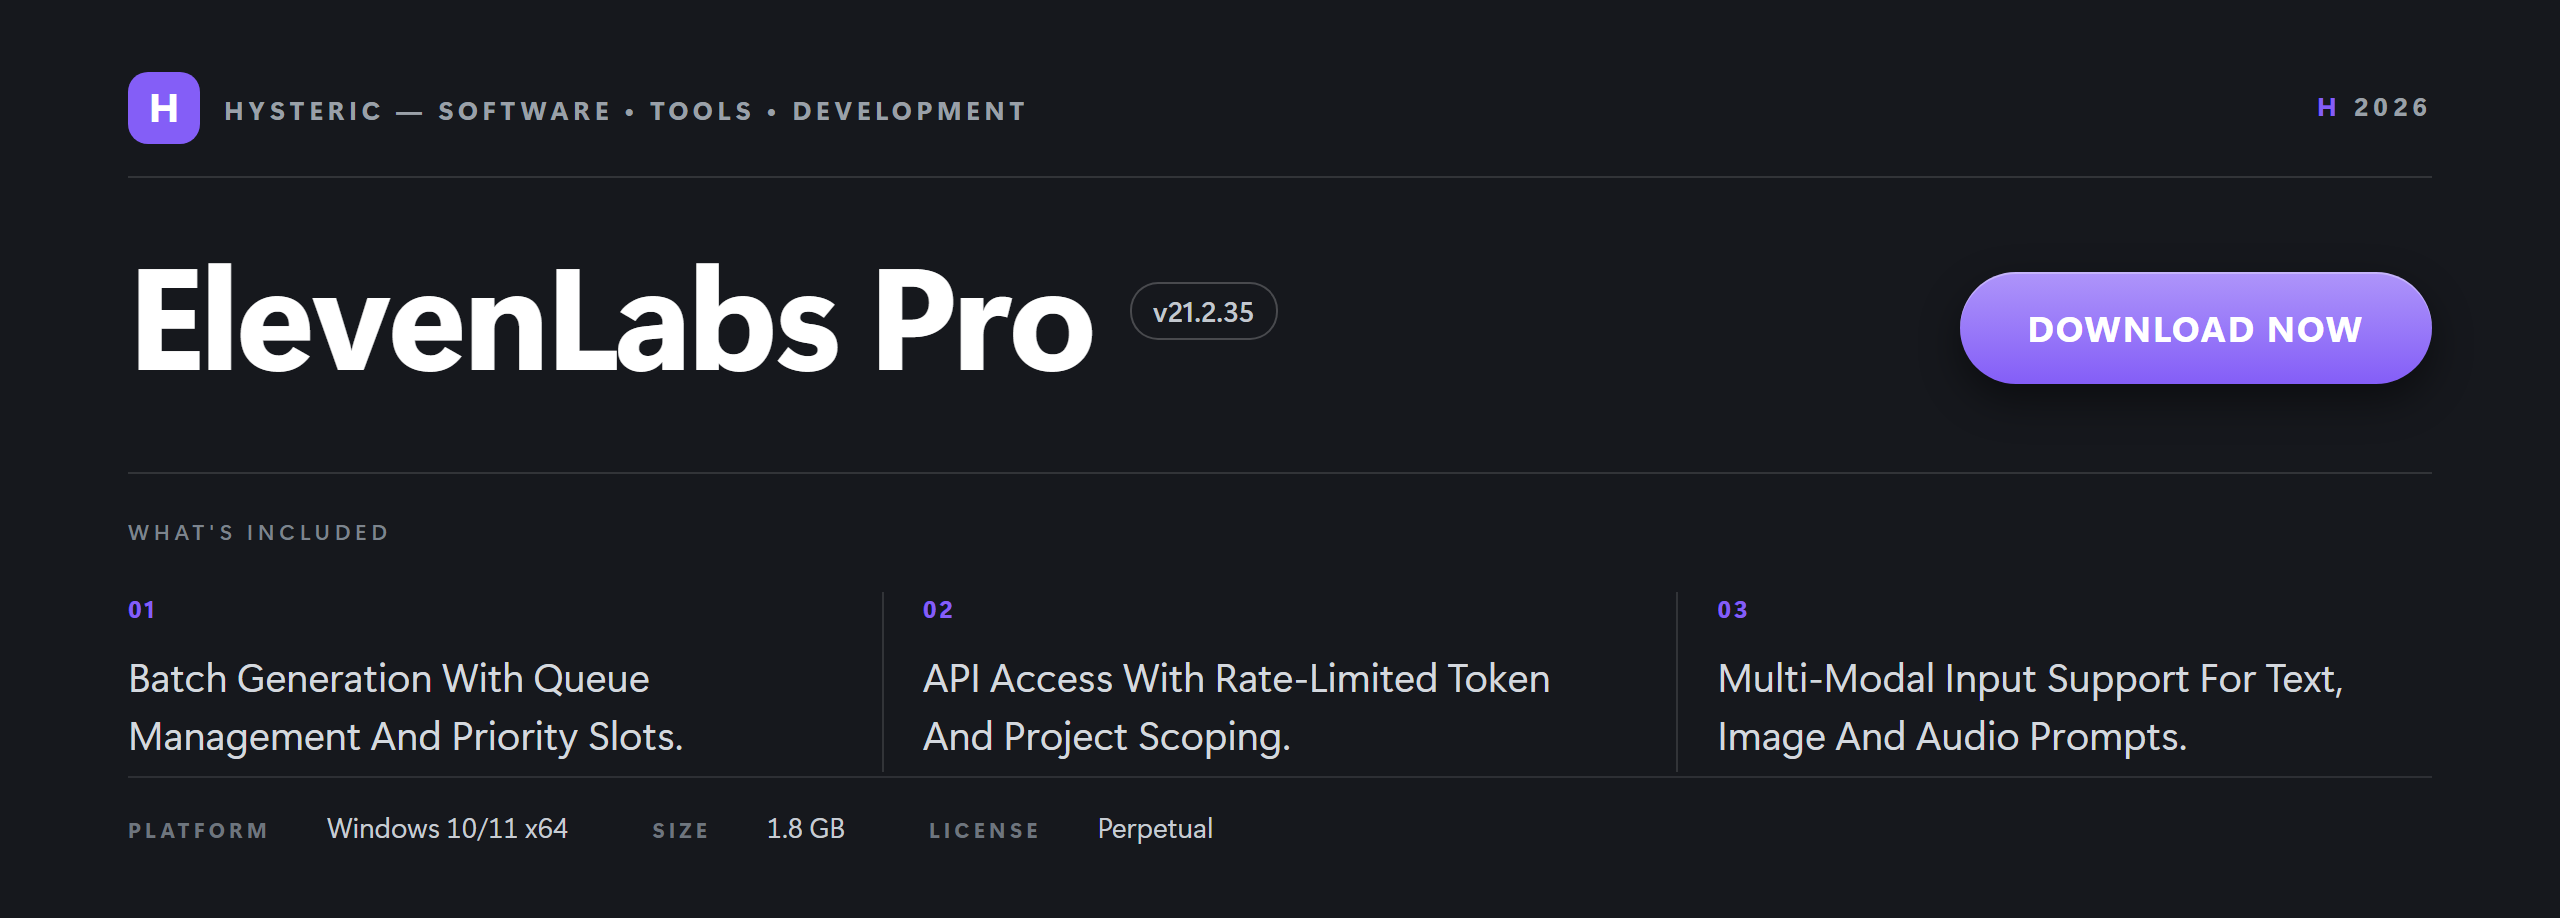 H HYSTERIC — SOFTWARE • TOOLS • DEVELOPMENT
H 2026
ElevenLabs Pro v21.2.35
DOWNLOAD NOW
WHAT'S INCLUDED
01
Batch Generation With Queue
Management And Priority Slots.
02
API Access With Rate-Limited Token
And Project Scoping.
03
Multi-Modal Input Support For Text,
Image And Audio Prompts.
PLATFORM Windows 10/11 x64 SIZE 1.8 GB LICENSE Perpetual